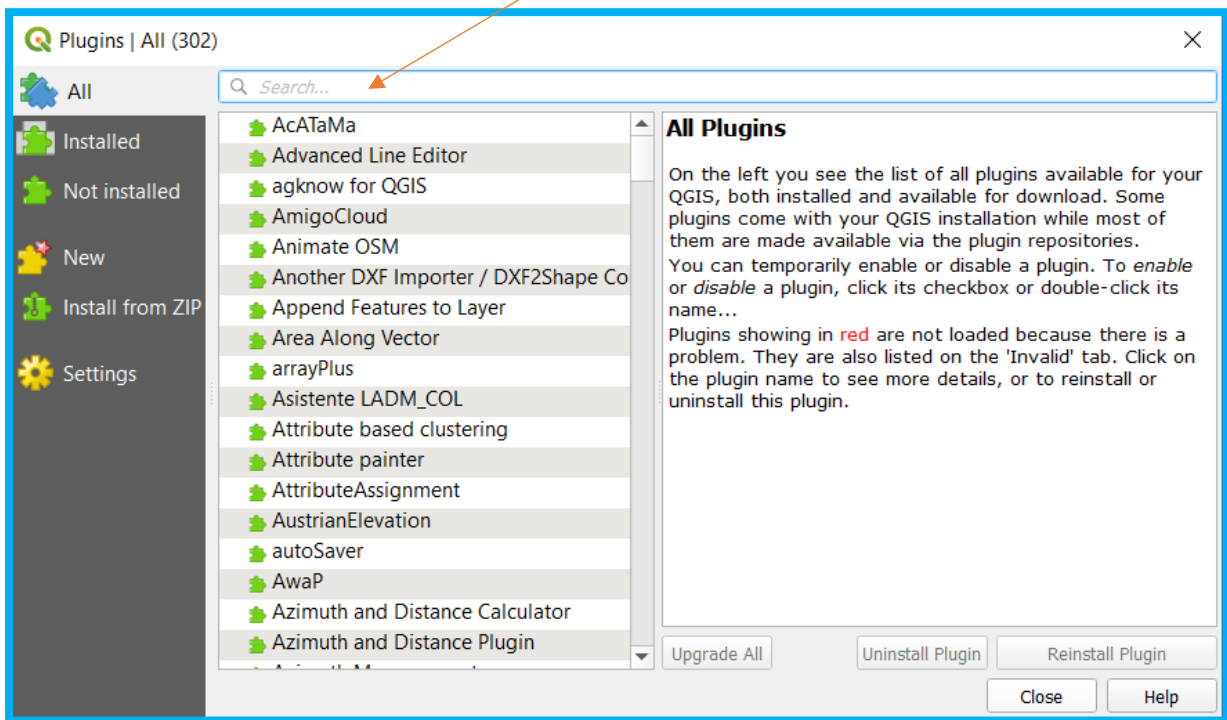 Plugins | All (302)
All
Installed
Not installed
New
Install from ZIP
Settings
Search...
AcATaMa
Advanced Line Editor
agknow for QGIS
AmigoCloud
Animate OSM
Another DXF Importer / DXF2Shape Co
Append Features to Layer
Area Along Vector
arrayPlus
Asistente LADM_COL
Attribute based clustering
Attribute painter
AttributeAssignment
AustrianElevation
autoSaver
AwaP
Azimuth and Distance Calculator
Azimuth and Distance Plugin
All Plugins
On the left you see the list of all plugins available for your
QGIS, both installed and available for download. Some
plugins come with your QGIS installation while most of
them are made available via the plugin repositories.
You can temporarily enable or disable a plugin. To enable
or disable a plugin, click its checkbox or double-click its
name...
Plugins showing in red are not loaded because there is a
problem. They are also listed on the 'Invalid' tab. Click on
the plugin name to see more details, or to reinstall or
uninstall this plugin.
Upgrade All
Uninstall Plugin
Reinstall Plugin
Close
Help